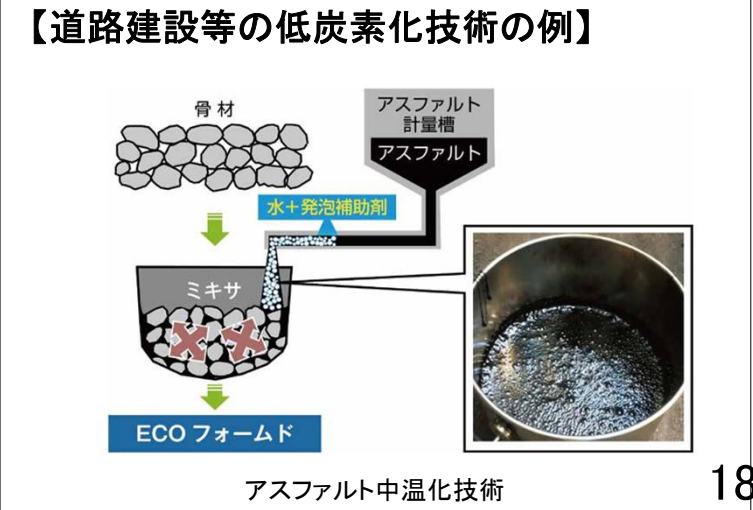 【道路建設等の低炭素化技術の例】
骨材
アスファルト
計量槽
アスファルト
水＋発泡補助剤
ミキサ
ECOフォームド
アスファルト中温化技術
18